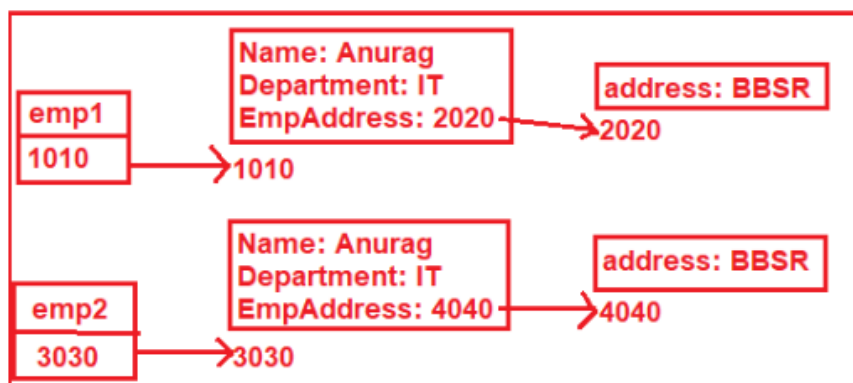 emp1
1010
Name: Anurag
Department: IT
EmpAddress: 2020
1010
address: BBSR
2020
emp2
3030
Name: Anurag
Department: IT
EmpAddress: 4040
3030
address: BBSR
4040